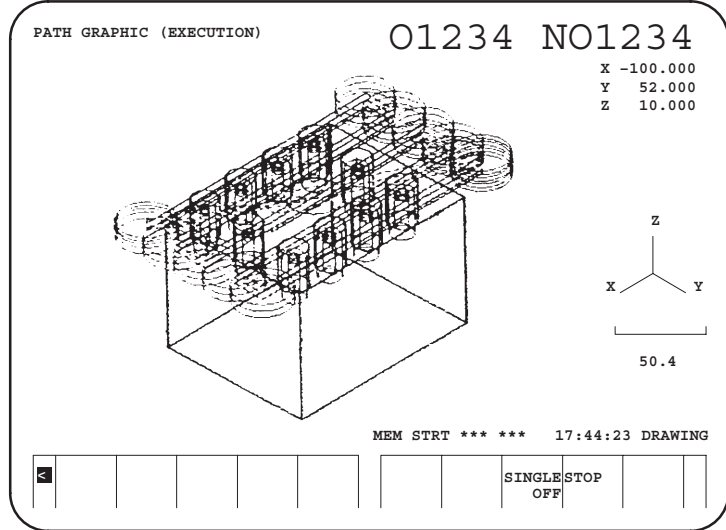 PATH GRAPHIC (EXECUTION)
O1234 NO1234
X -100.000
Y 52.000
Z 10.000
Z
X Y
50.4
MEM STRT *** *** 17:44:23 DRAWING
<
SINGLE STOP
OFF